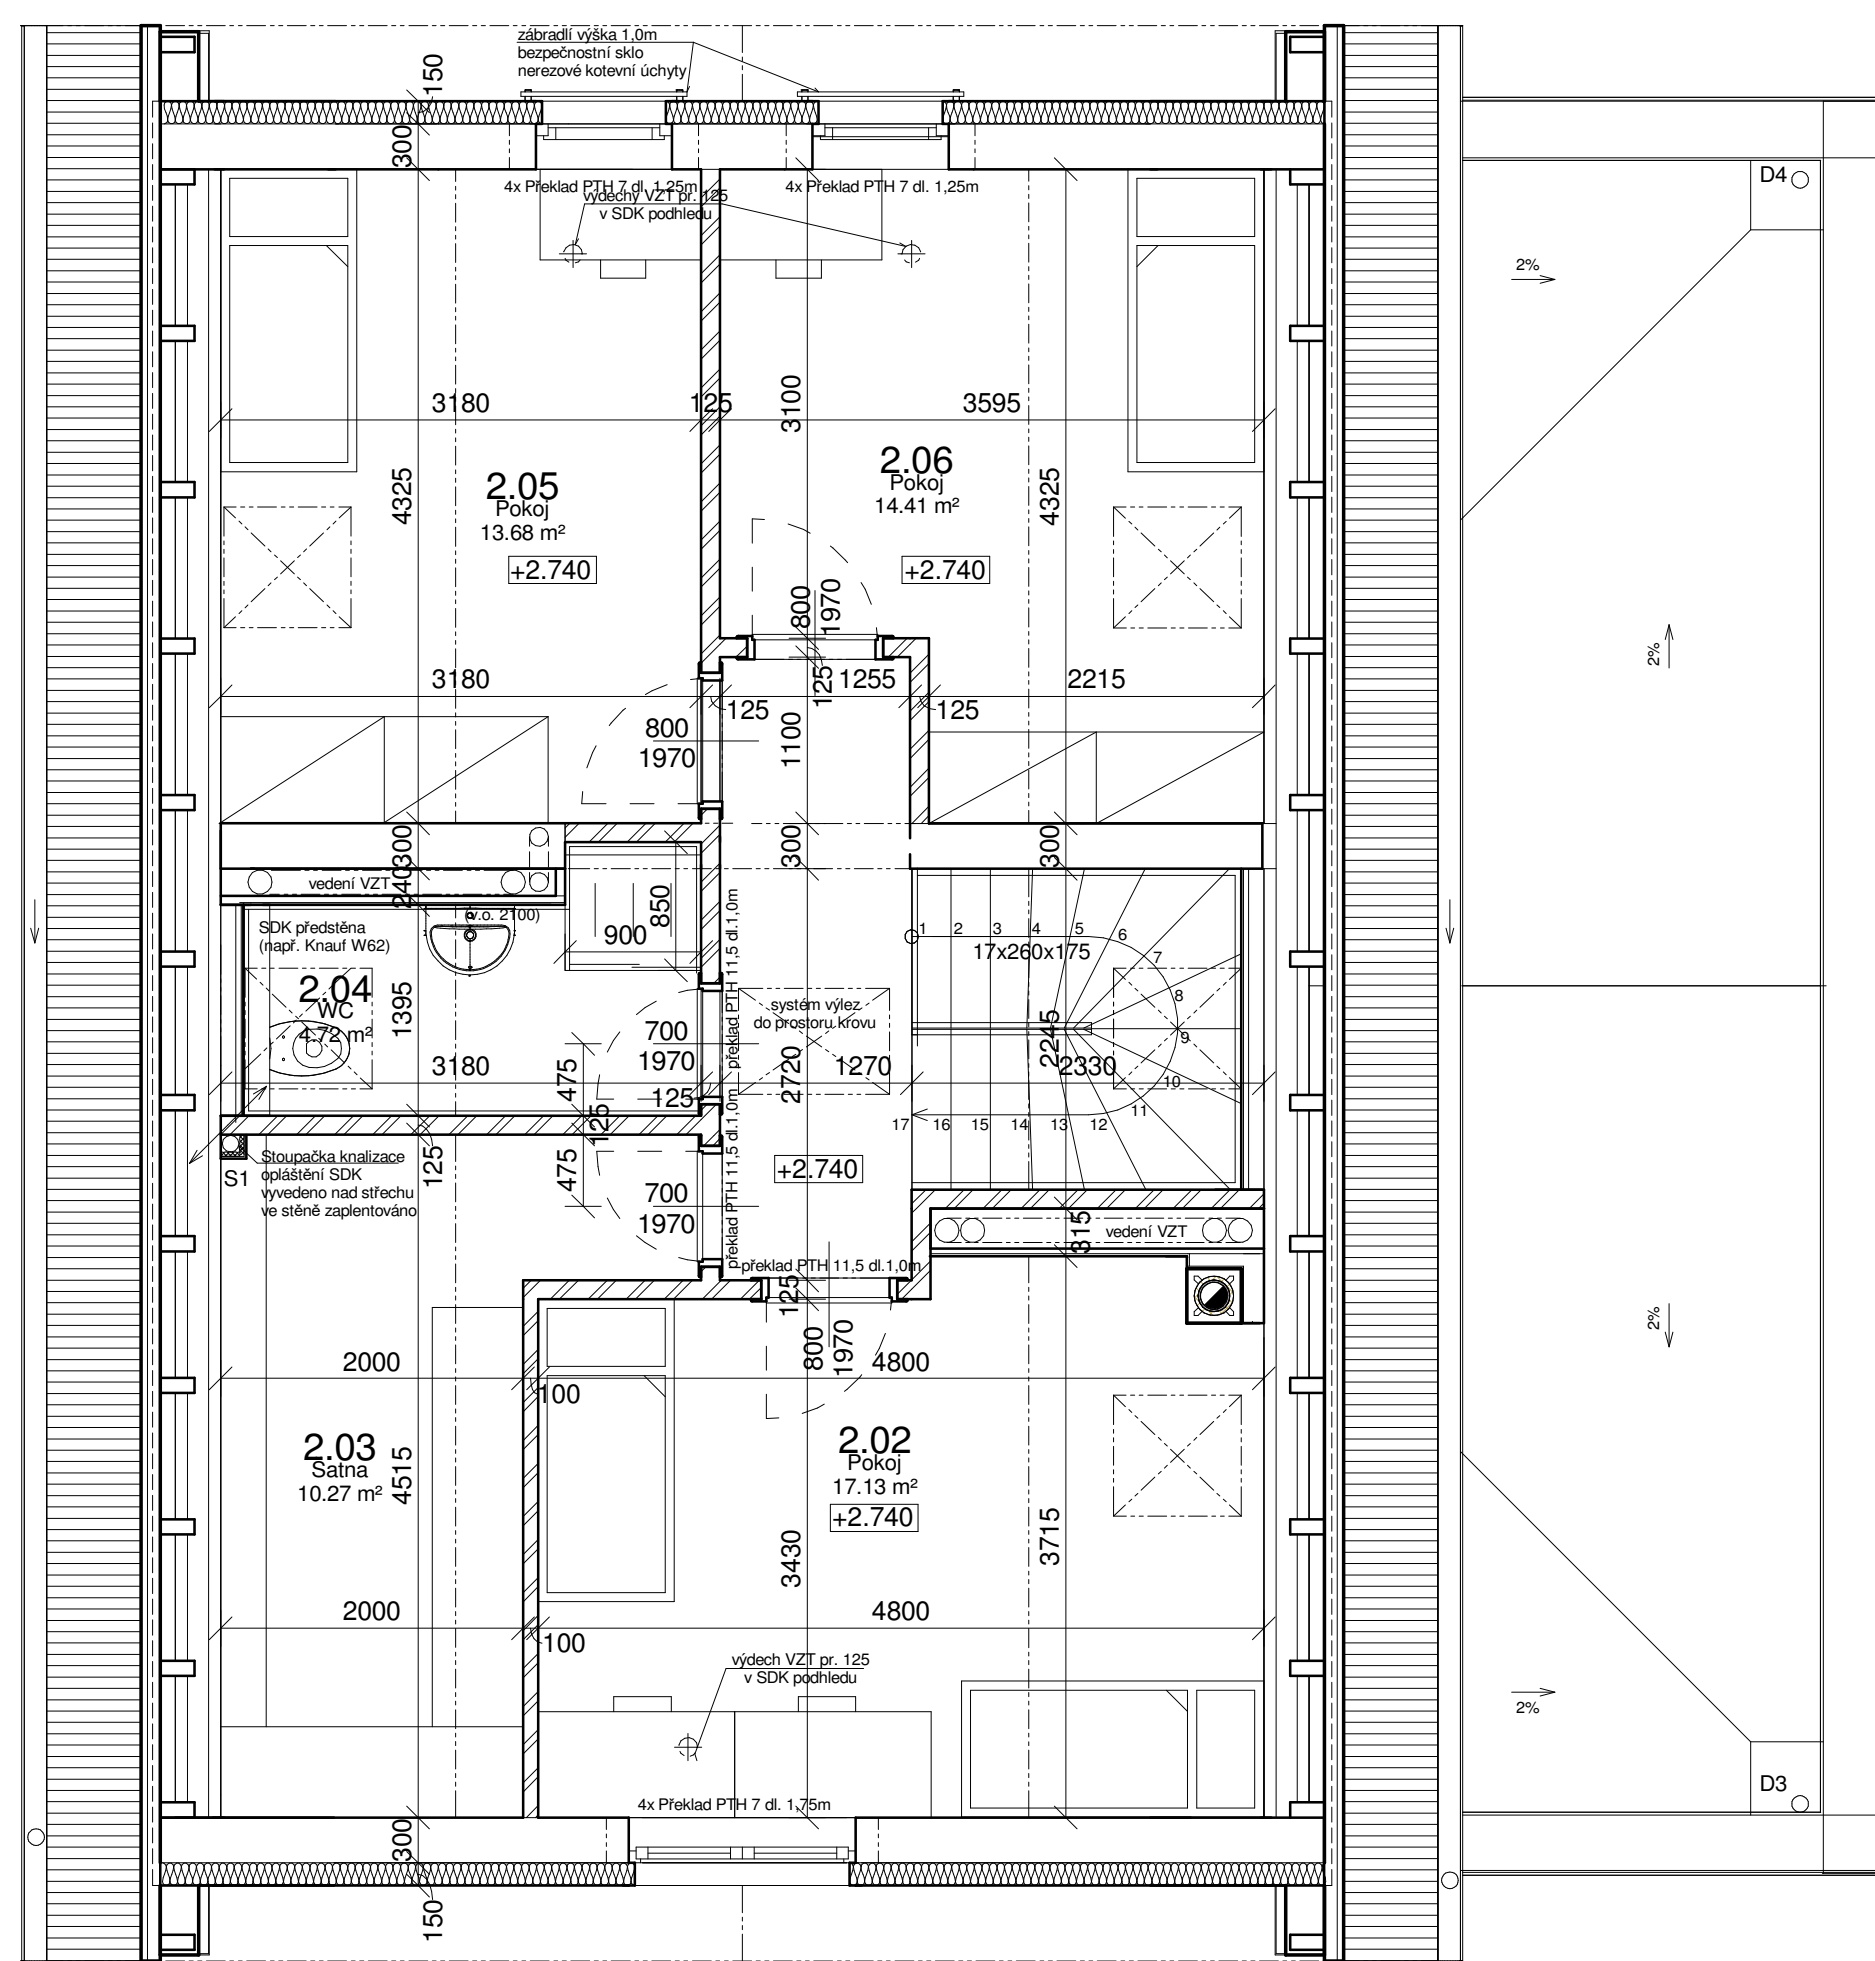 zábradlí výška 1,0m
bezpečnostní sklo
nerezové kotevní úchyty
150
300
4x Překlad PTH 7 dl. 1,25m
4x Překlad PTH 7 dl. 1,25m
výdechy VZT pr. 125
v SDK podhledu
D4
2%
3180
125
3595
3100
4325
4325
2.05
Pokoj
13.68 m²
+2.740
2.06
Pokoj
14.41 m²
+2.740
800
1970
2%
3180
125
125
1255
125
2215
800
1970
1100
300
300
300
240
vedení VZT
(v.o. 2100)
SDK předstěna
(např. Knauf W62)
900
850
2.04
WC
4.72 m²
1395
3180
475
125
475
700
1970
125
překlad PTH 11,5 dl.1,0m
překlad PTH 11,5 dl.1,0m
systém výlez
do prostoru krovu
2720
1270
1 2 3 4 5 6 7 8 9 10 11 12 13 14 15 16 17
17x260x175
2245
2330
+2.740
S1
Stoupačka knalizace
opláštění SDK
vyvedeno nad střechu
ve stěně zaplentováno
125
700
1970
překlad PTH 11,5 dl.1,0m
315
vedení VZT
125
800
1970
2%
2000
100
4800
2.03
Šatna
10.27 m²
4515
2.02
Pokoj
17.13 m²
+2.740
3430
3715
2000
100
4800
výdech VZT pr. 125
v SDK podhledu
2%
D3
4x Překlad PTH 7 dl. 1,75m
300
150